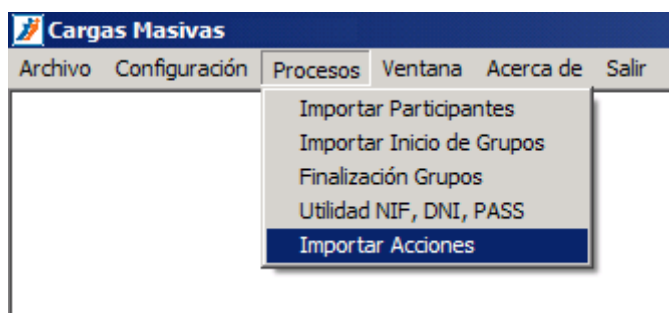 Cargas Masivas
Archivo Configuración Procesos Ventana Acerca de Salir
Importar Participantes
Importar Inicio de Grupos
Finalización Grupos
Utilidad NIF, DNI, PASS
Importar Acciones